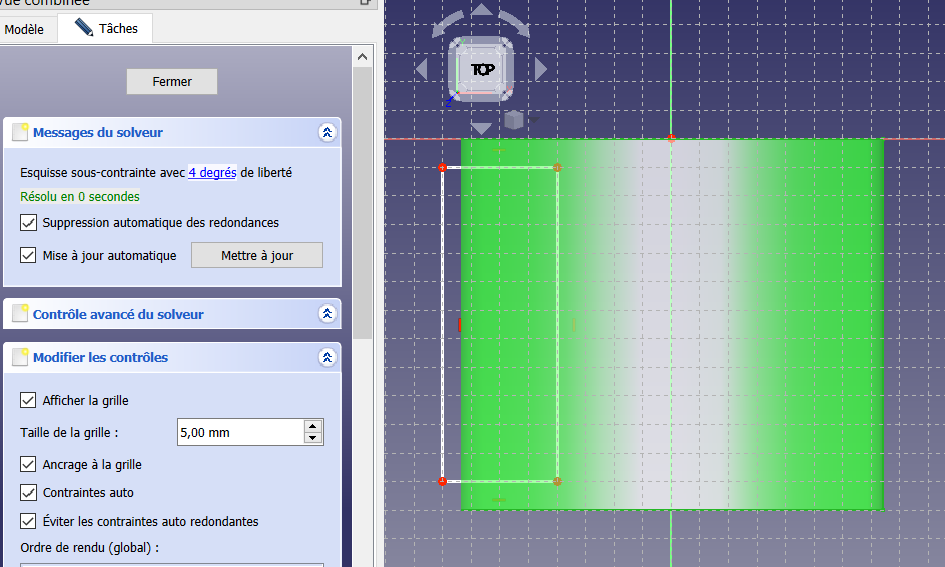 Vue combinée
Modèle
Tâches
Fermer
Messages du solveur
Esquisse sous-contrainte avec 4 degrés de liberté
Résolu en 0 secondes
Suppression automatique des redondances
Mise à jour automatique
Mettre à jour
Contrôle avancé du solveur
Modifier les contrôles
Afficher la grille
Taille de la grille :
5,00 mm
Ancrage à la grille
Contraintes auto
Éviter les contraintes auto redondantes
Ordre de rendu (global) :
TOP
Z